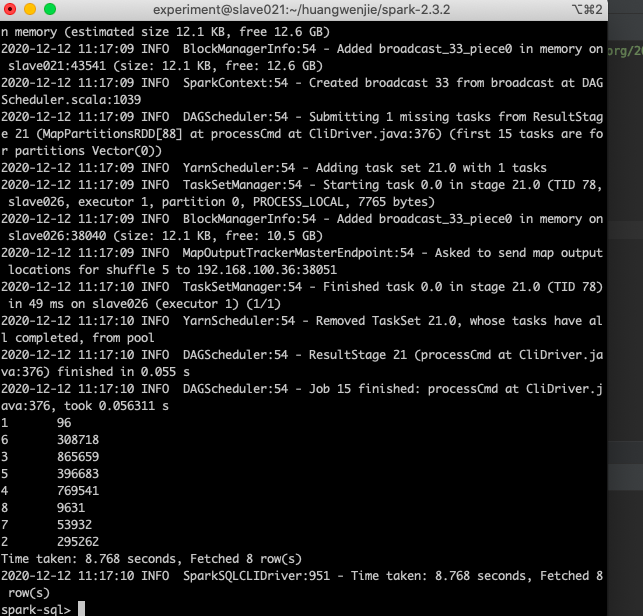 experiment@slave021:~/huangwenjie/spark-2.3.2
⌥⌘2
n memory (estimated size 12.1 KB, free 12.6 GB)
2020-12-12 11:17:09 INFO  BlockManagerInfo:54 - Added broadcast_33_piece0 in memory on
 slave021:43541 (size: 12.1 KB, free: 12.6 GB)
2020-12-12 11:17:09 INFO  SparkContext:54 - Created broadcast 33 from broadcast at DAG
Scheduler.scala:1039
2020-12-12 11:17:09 INFO  DAGScheduler:54 - Submitting 1 missing tasks from ResultStag
e 21 (MapPartitionsRDD[88] at processCmd at CliDriver.java:376) (first 15 tasks are fo
r partitions Vector(0))
2020-12-12 11:17:09 INFO  YarnScheduler:54 - Adding task set 21.0 with 1 tasks
2020-12-12 11:17:09 INFO  TaskSetManager:54 - Starting task 0.0 in stage 21.0 (TID 78,
 slave026, executor 1, partition 0, PROCESS_LOCAL, 7765 bytes)
2020-12-12 11:17:09 INFO  BlockManagerInfo:54 - Added broadcast_33_piece0 in memory on
 slave026:38040 (size: 12.1 KB, free: 10.5 GB)
2020-12-12 11:17:09 INFO  MapOutputTrackerMasterEndpoint:54 - Asked to send map output
 locations for shuffle 5 to 192.168.100.36:38051
2020-12-12 11:17:10 INFO  TaskSetManager:54 - Finished task 0.0 in stage 21.0 (TID 78)
 in 49 ms on slave026 (executor 1) (1/1)
2020-12-12 11:17:10 INFO  YarnScheduler:54 - Removed TaskSet 21.0, whose tasks have al
l completed, from pool
2020-12-12 11:17:10 INFO  DAGScheduler:54 - ResultStage 21 (processCmd at CliDriver.ja
va:376) finished in 0.055 s
2020-12-12 11:17:10 INFO  DAGScheduler:54 - Job 15 finished: processCmd at CliDriver.j
ava:376, took 0.056311 s
1       96
6       308718
3       865659
5       396683
4       769541
8       9631
7       53932
2       295262
Time taken: 8.768 seconds, Fetched 8 row(s)
2020-12-12 11:17:10 INFO  SparkSQLCLIDriver:951 - Time taken: 8.768 seconds, Fetched 8
 row(s)
spark-sql>
org/20